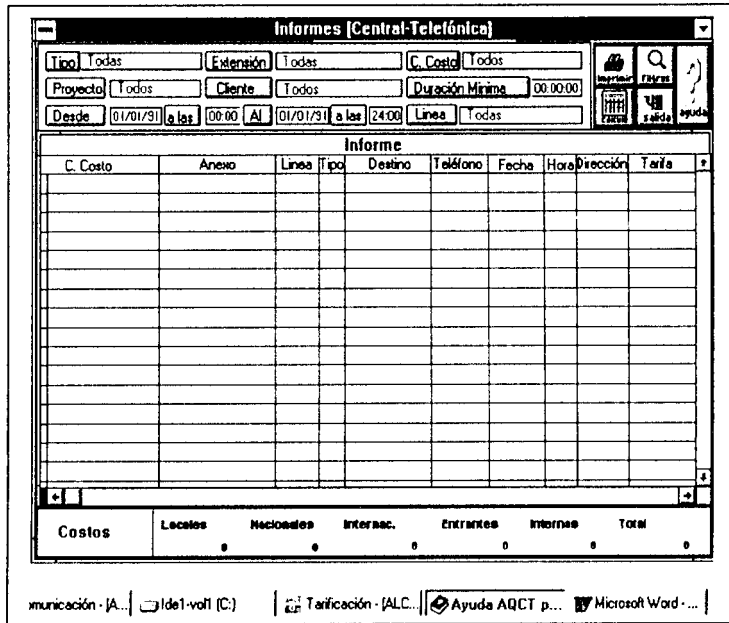 Informes (Central-Telefónica)
Tipo Todas Extensión Todas C. Costo Todos
Proyecto Todos Cliente Todos Duración Minima 00:00:00
Desde 01/01/91 a las 00:00 Al 01/01/91 a las 24:00 Linea Todas
Imprimir Filtros ayuda
salida
Informe
C. Costo Anexo Linea Tipo Destino Teléfono Fecha Hora Dirección Tarifa
Costos Locales Nacionales Internac. Entrantes Internas Total
0 0 0 0 0 0
omunicación - [A... Ide1-vol1 (C:) Tarificación - [ALC... Ayuda AQCT p... Microsoft Word - ...